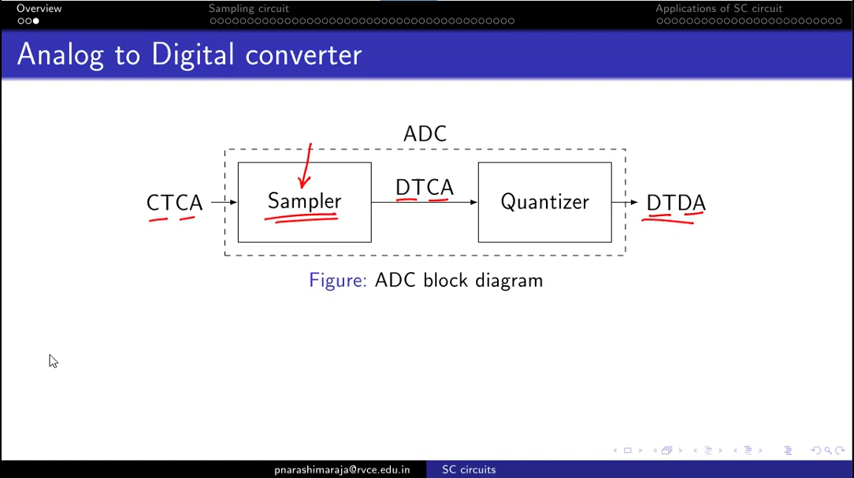 Overview Sampling circuit Applications of SC circuit
Analog to Digital converter
ADC
CTCA Sampler DTCA Quantizer DTDA
Figure: ADC block diagram
pnarashimaraja@rvce.edu.in SC circuits